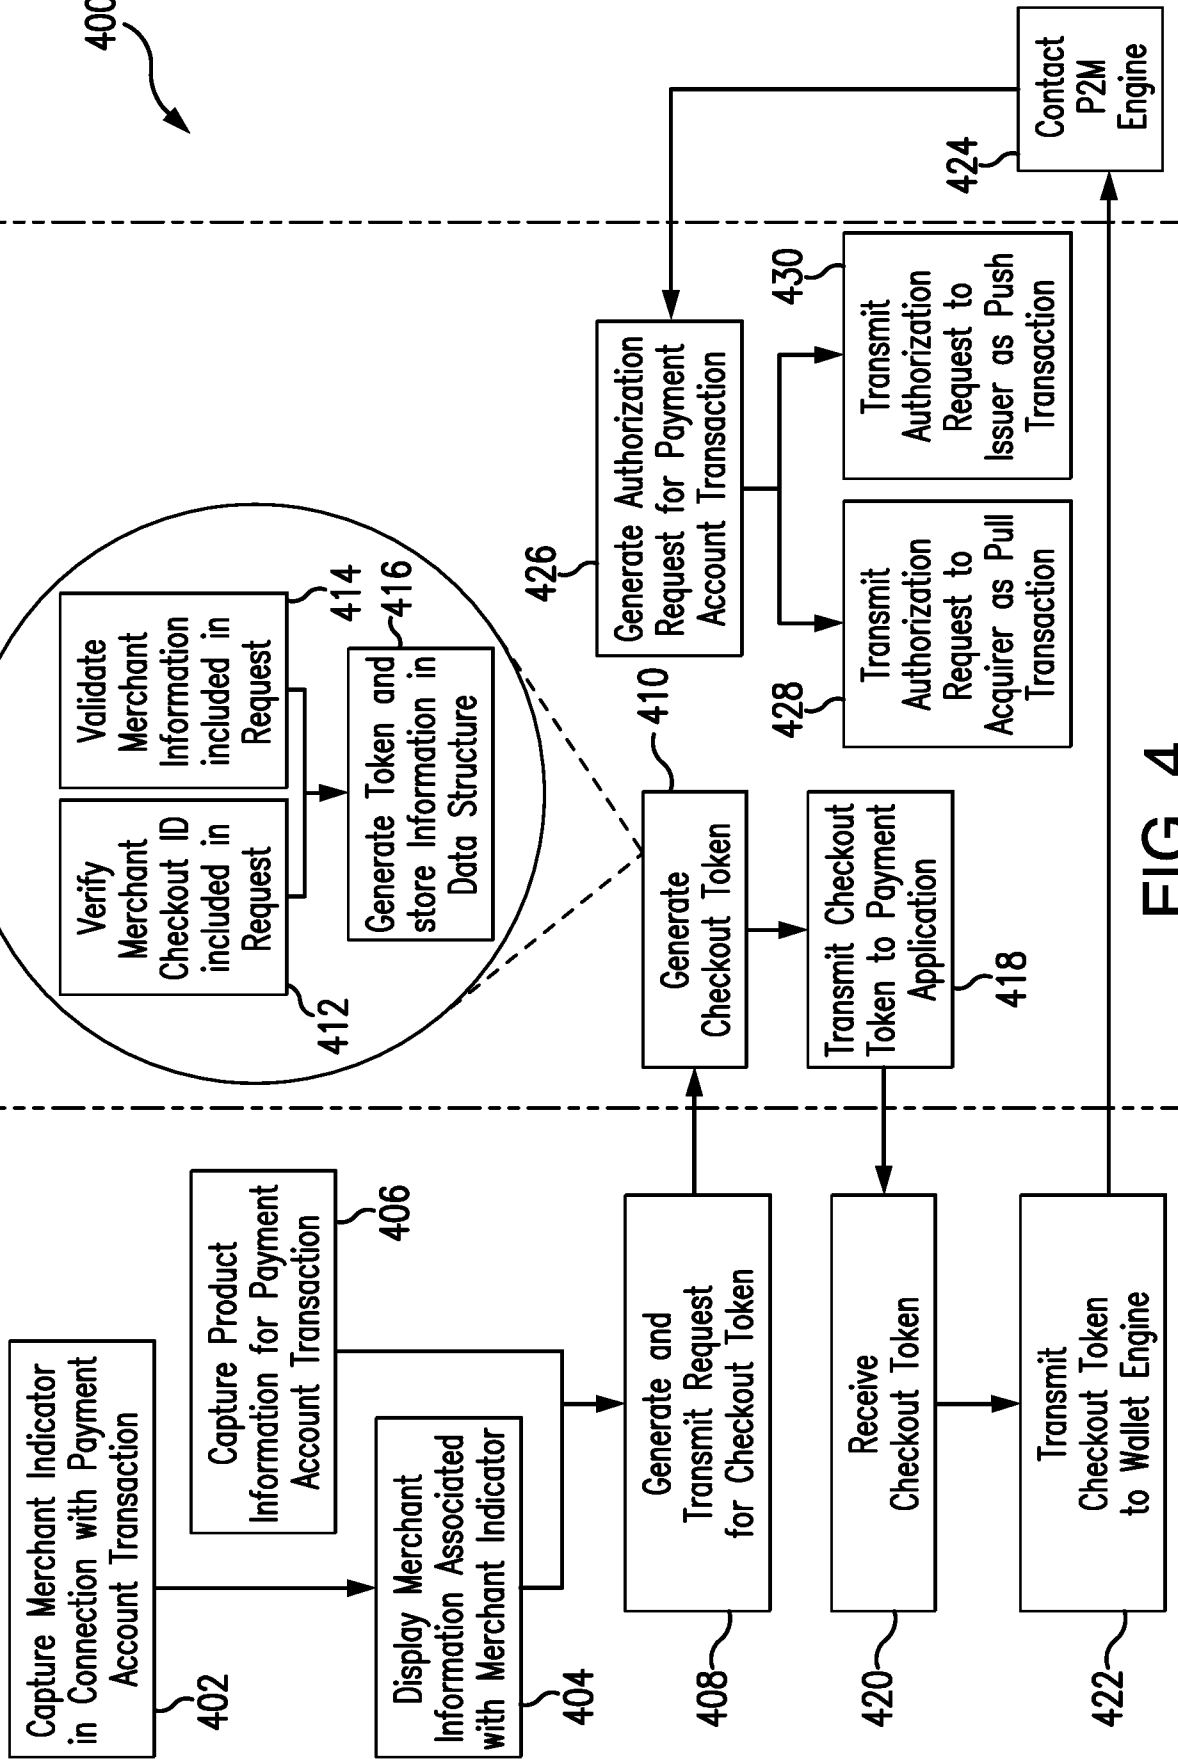 400
Capture Merchant Indicator
in Connection with Payment
Account Transaction
402
Capture Product
Information for Payment
Account Transaction
406
Display Merchant
Information Associated
with Merchant Indicator
404
Generate and
Transmit Request
for Checkout Token
408
Receive
Checkout Token
420
Transmit
Checkout Token
to Wallet Engine
422
Verify
Merchant
Checkout ID
included in
Request
412
Validate
Merchant
Information
included in
Request
414
Generate Token and
store Information in
Data Structure
416
Generate
Checkout Token
410
Transmit Checkout
Token to Payment
Application
418
Generate Authorization
Request for Payment
Account Transaction
426
Transmit
Authorization
Request to
Acquirer as Pull
Transaction
428
Transmit
Authorization
Request to
Issuer as Push
Transaction
430
Contact
P2M
Engine
424
FIG. 4